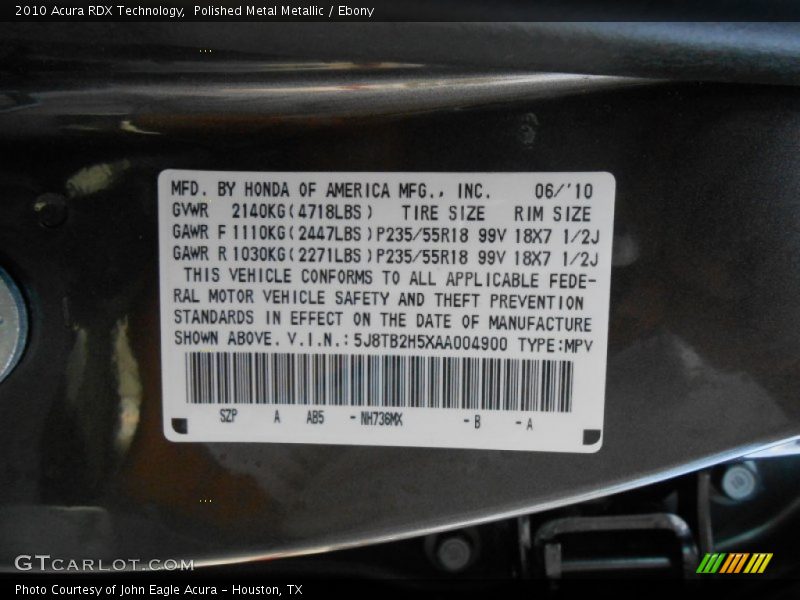 2010 Acura RDX Technology,  Polished Metal Metallic / Ebony
MFD. BY HONDA OF AMERICA MFG., INC. 06/'10
GVWR 2140KG(4718LBS) TIRE SIZE RIM SIZE
GAWR F 1110KG(2447LBS) P235/55R18 99V 18X7 1/2J
GAWR R 1030KG(2271LBS) P235/55R18 99V 18X7 1/2J
THIS VEHICLE CONFORMS TO ALL APPLICABLE FEDE-
RAL MOTOR VEHICLE SAFETY AND THEFT PREVENTION
STANDARDS IN EFFECT ON THE DATE OF MANUFACTURE
SHOWN ABOVE. V.I.N.: 5J8TB2H5XAA004900 TYPE:MPV
SZP A AB5 -NH736MX -B -A
GTCARLOT.COM
Photo Courtesy of John Eagle Acura - Houston, TX